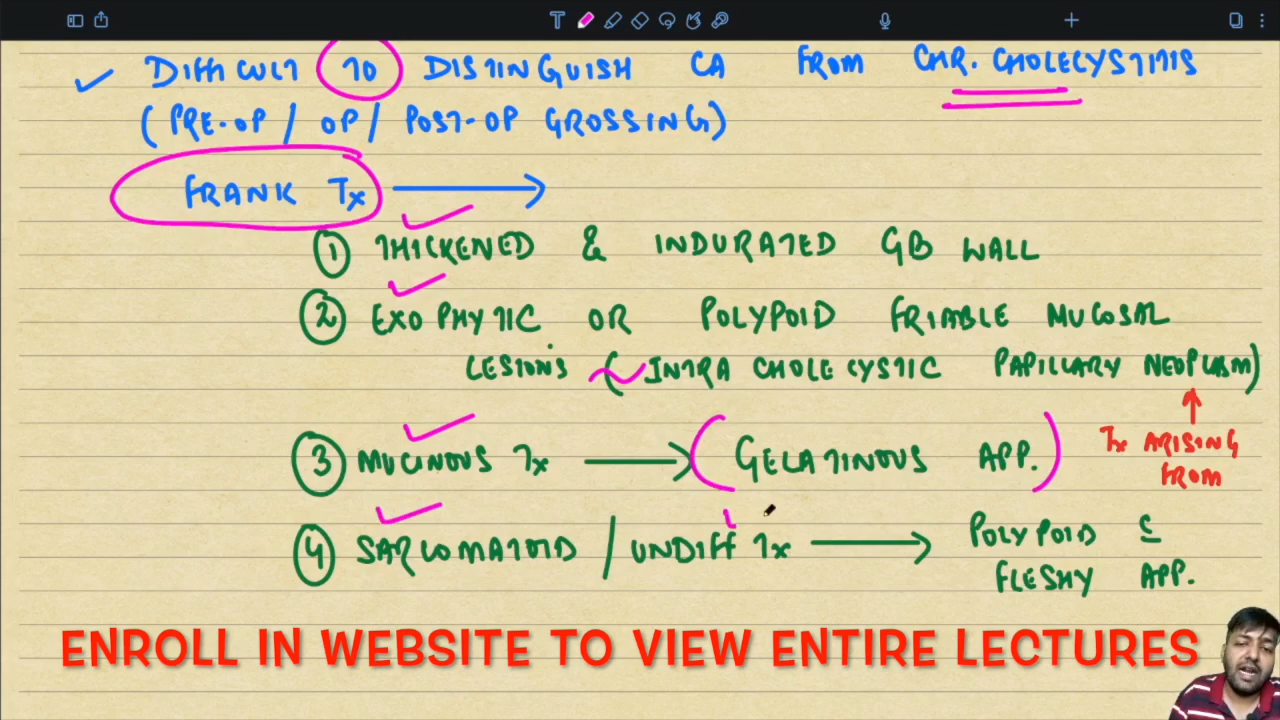 DIFFICULT TO DISTINGUISH CA FROM CHR. CHOLECYSTITIS
(PRE-OP / OP / POST-OP GROSSING)
FRANK Tx
① THICKENED & INDURATED GB WALL
② EXOPHYTIC OR POLYPOID FRIABLE MUCOSAL
LESIONS (INTRA CHOLECYSTIC PAPILLARY NEOPLASM)
③ MUCINOUS Tx → (GELATINOUS APP.)
Tx ARISING
FROM
④ SARCOMATOID / UNDIFF Tx → POLYPOID c̄
FLESHY APP.
ENROLL IN WEBSITE TO VIEW ENTIRE LECTURES